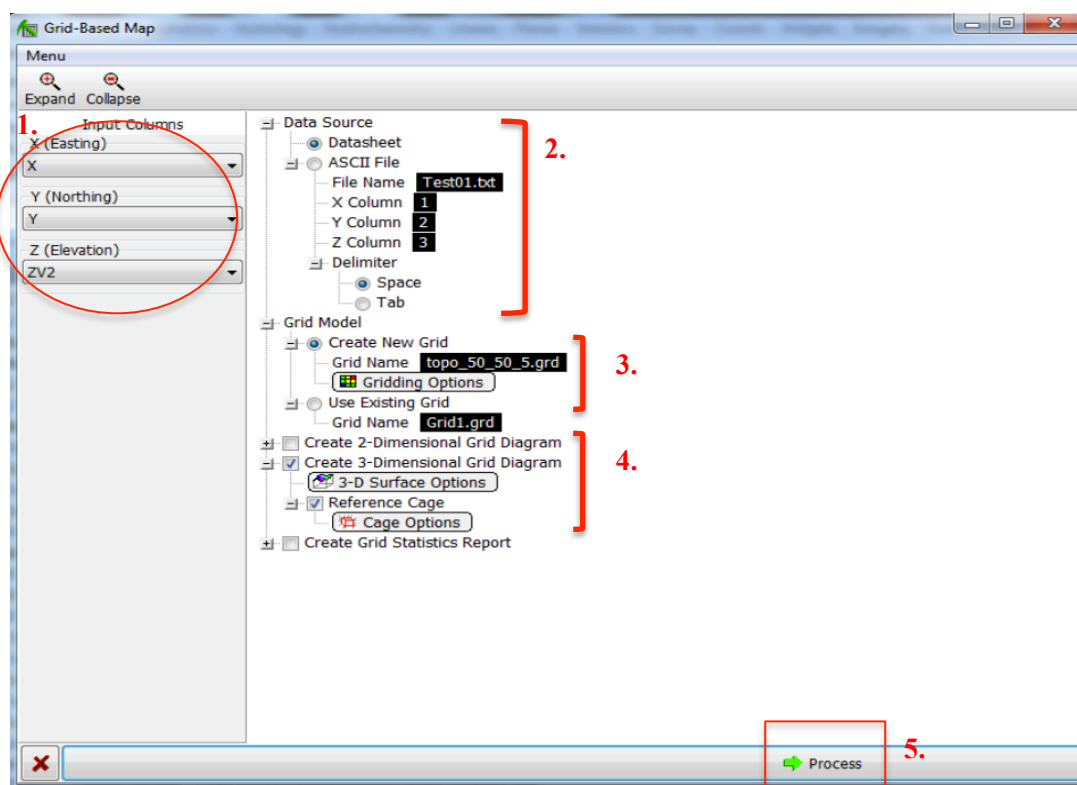 Grid-Based Map
Menu
Expand Collapse
1.
Input Columns
X (Easting)
X
Y (Northing)
Y
Z (Elevation)
ZV2
Data Source
2.
Datasheet
ASCII File
File Name Test01.txt
X Column 1
Y Column 2
Z Column 3
Delimiter
Space
Tab
Grid Model
3.
Create New Grid
Grid Name topo_50_50_5.grd
Gridding Options
Use Existing Grid
Grid Name Grid1.grd
4.
Create 2-Dimensional Grid Diagram
Create 3-Dimensional Grid Diagram
3-D Surface Options
Reference Cage
Cage Options
Create Grid Statistics Report
Process
5.